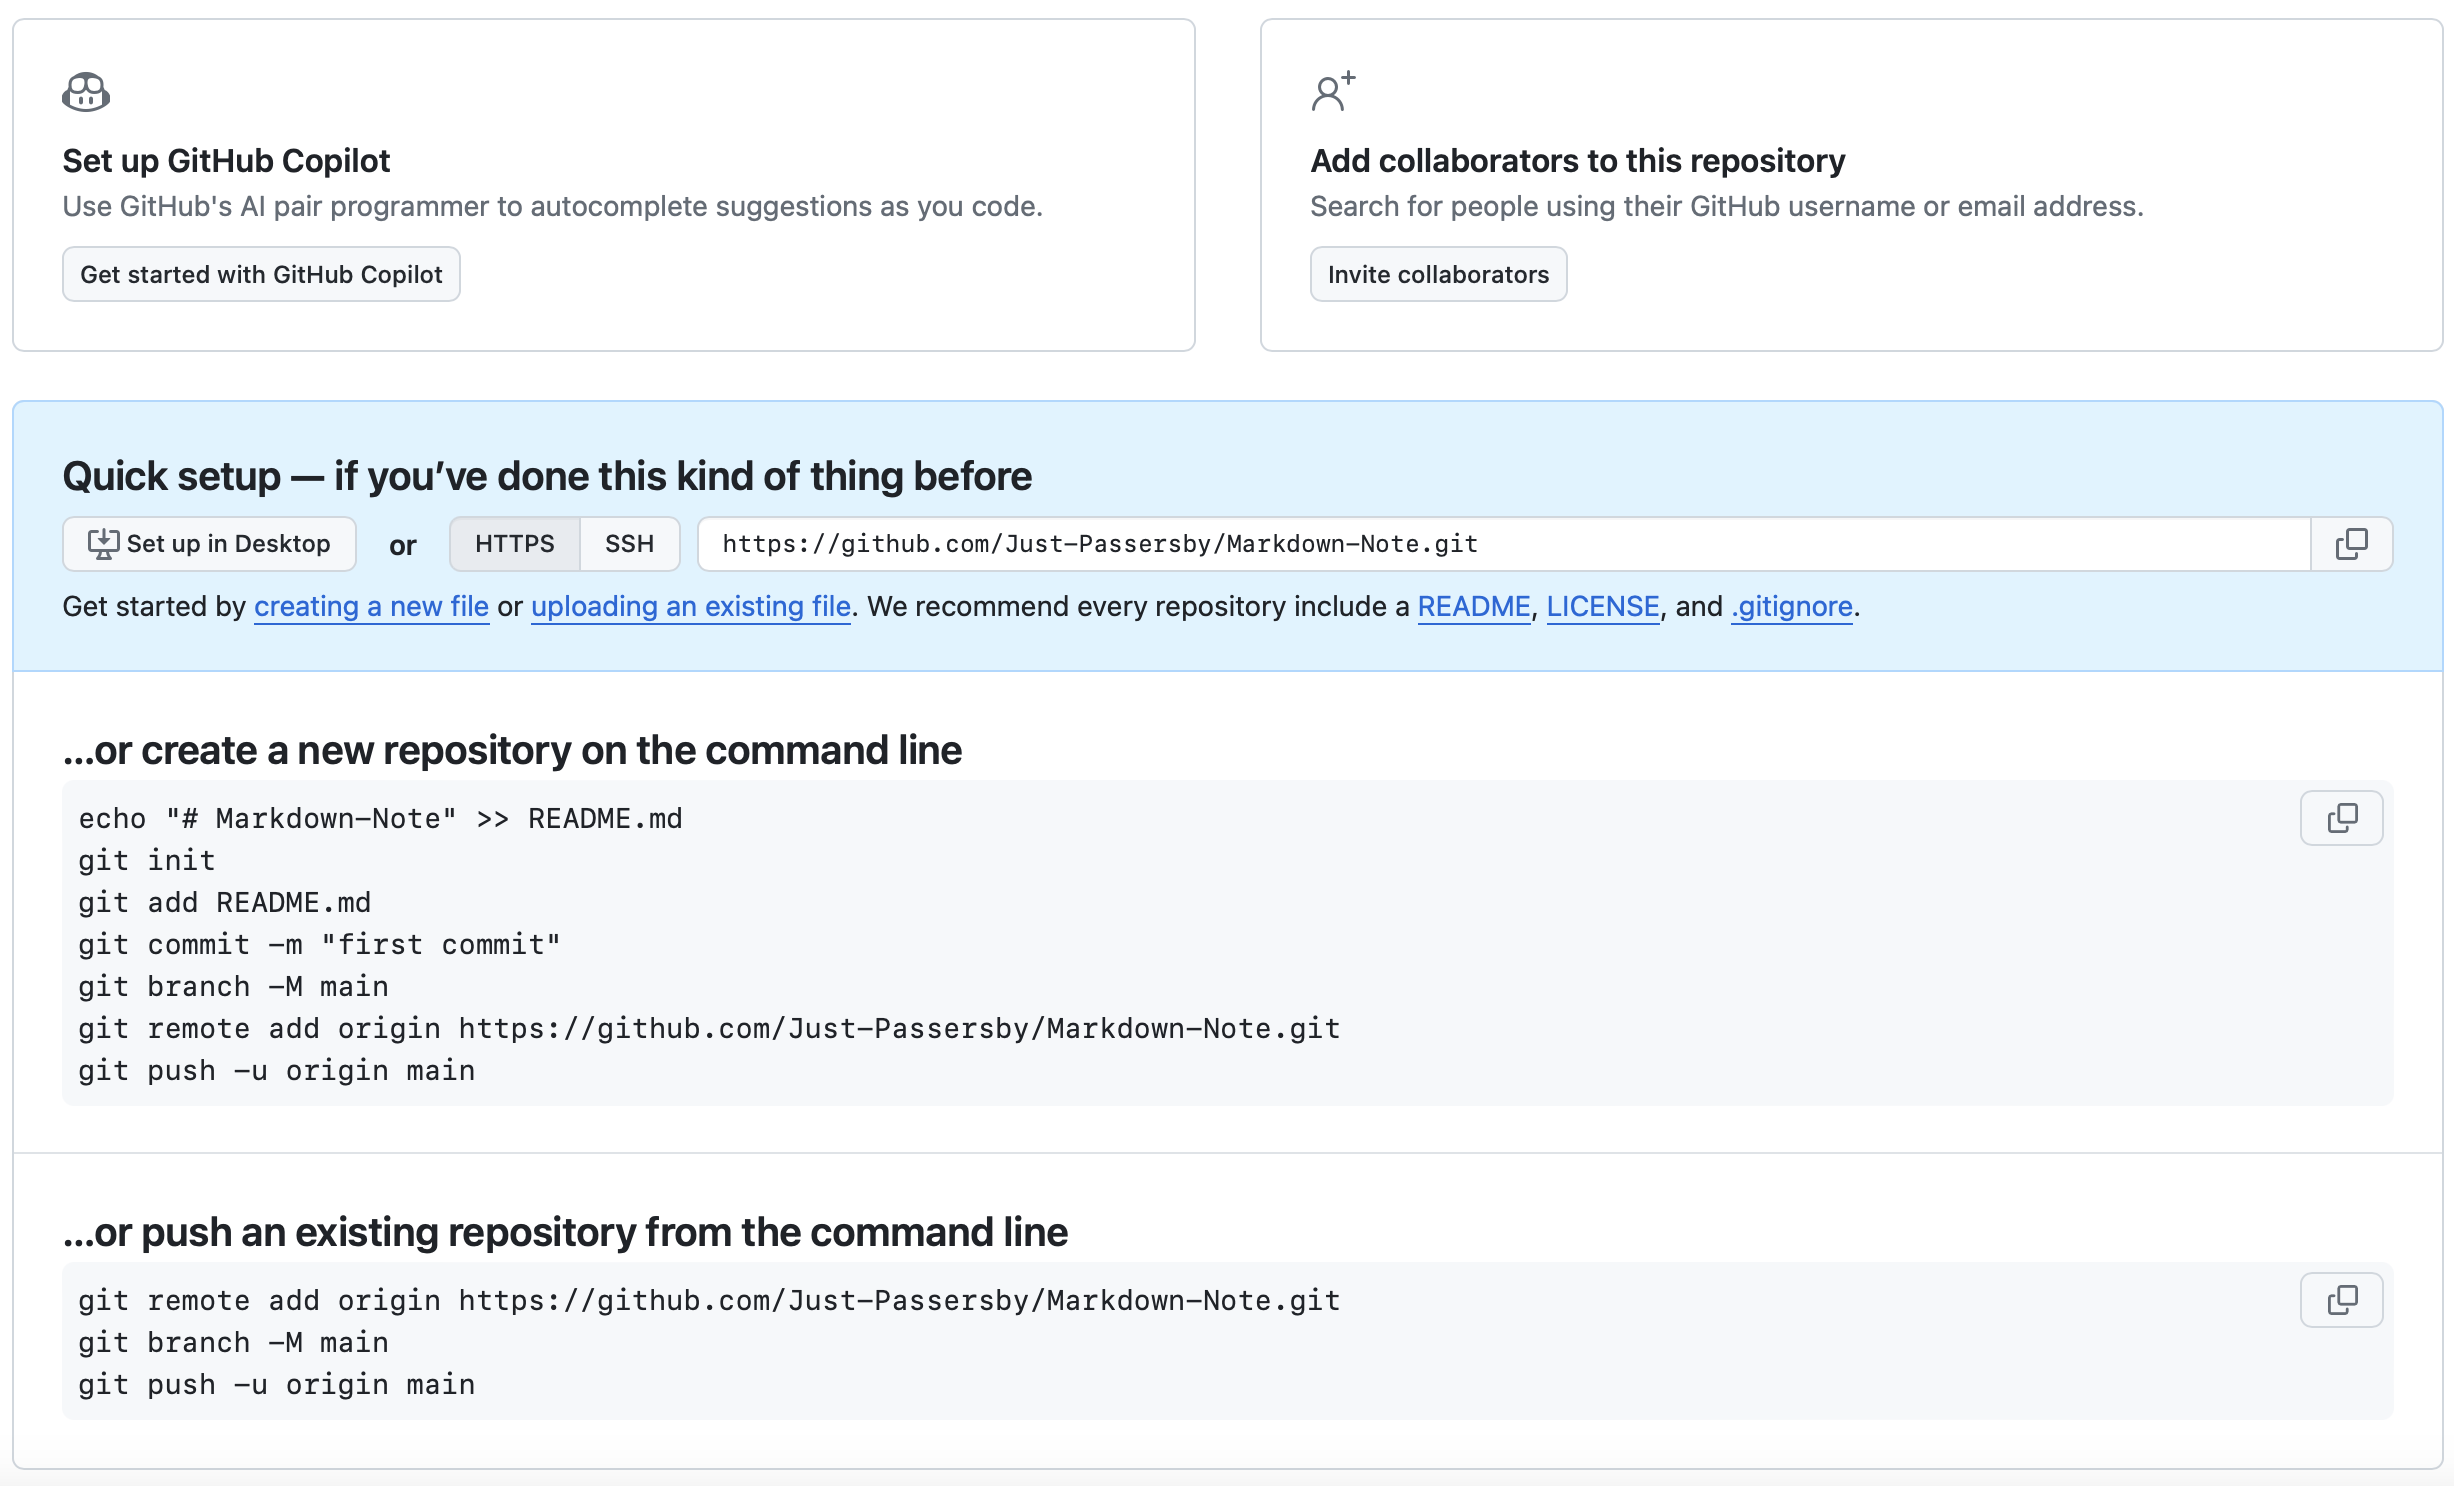 Set up GitHub Copilot
Use GitHub's AI pair programmer to autocomplete suggestions as you code.
Get started with GitHub Copilot
Add collaborators to this repository
Search for people using their GitHub username or email address.
Invite collaborators
Quick setup — if you’ve done this kind of thing before
Set up in Desktop or HTTPS SSH https://github.com/Just-Passersby/Markdown-Note.git
Get started by creating a new file or uploading an existing file. We recommend every repository include a README, LICENSE, and .gitignore.
…or create a new repository on the command line
echo "# Markdown-Note" >> README.md
git init
git add README.md
git commit -m "first commit"
git branch -M main
git remote add origin https://github.com/Just-Passersby/Markdown-Note.git
git push -u origin main
…or push an existing repository from the command line
git remote add origin https://github.com/Just-Passersby/Markdown-Note.git
git branch -M main
git push -u origin main